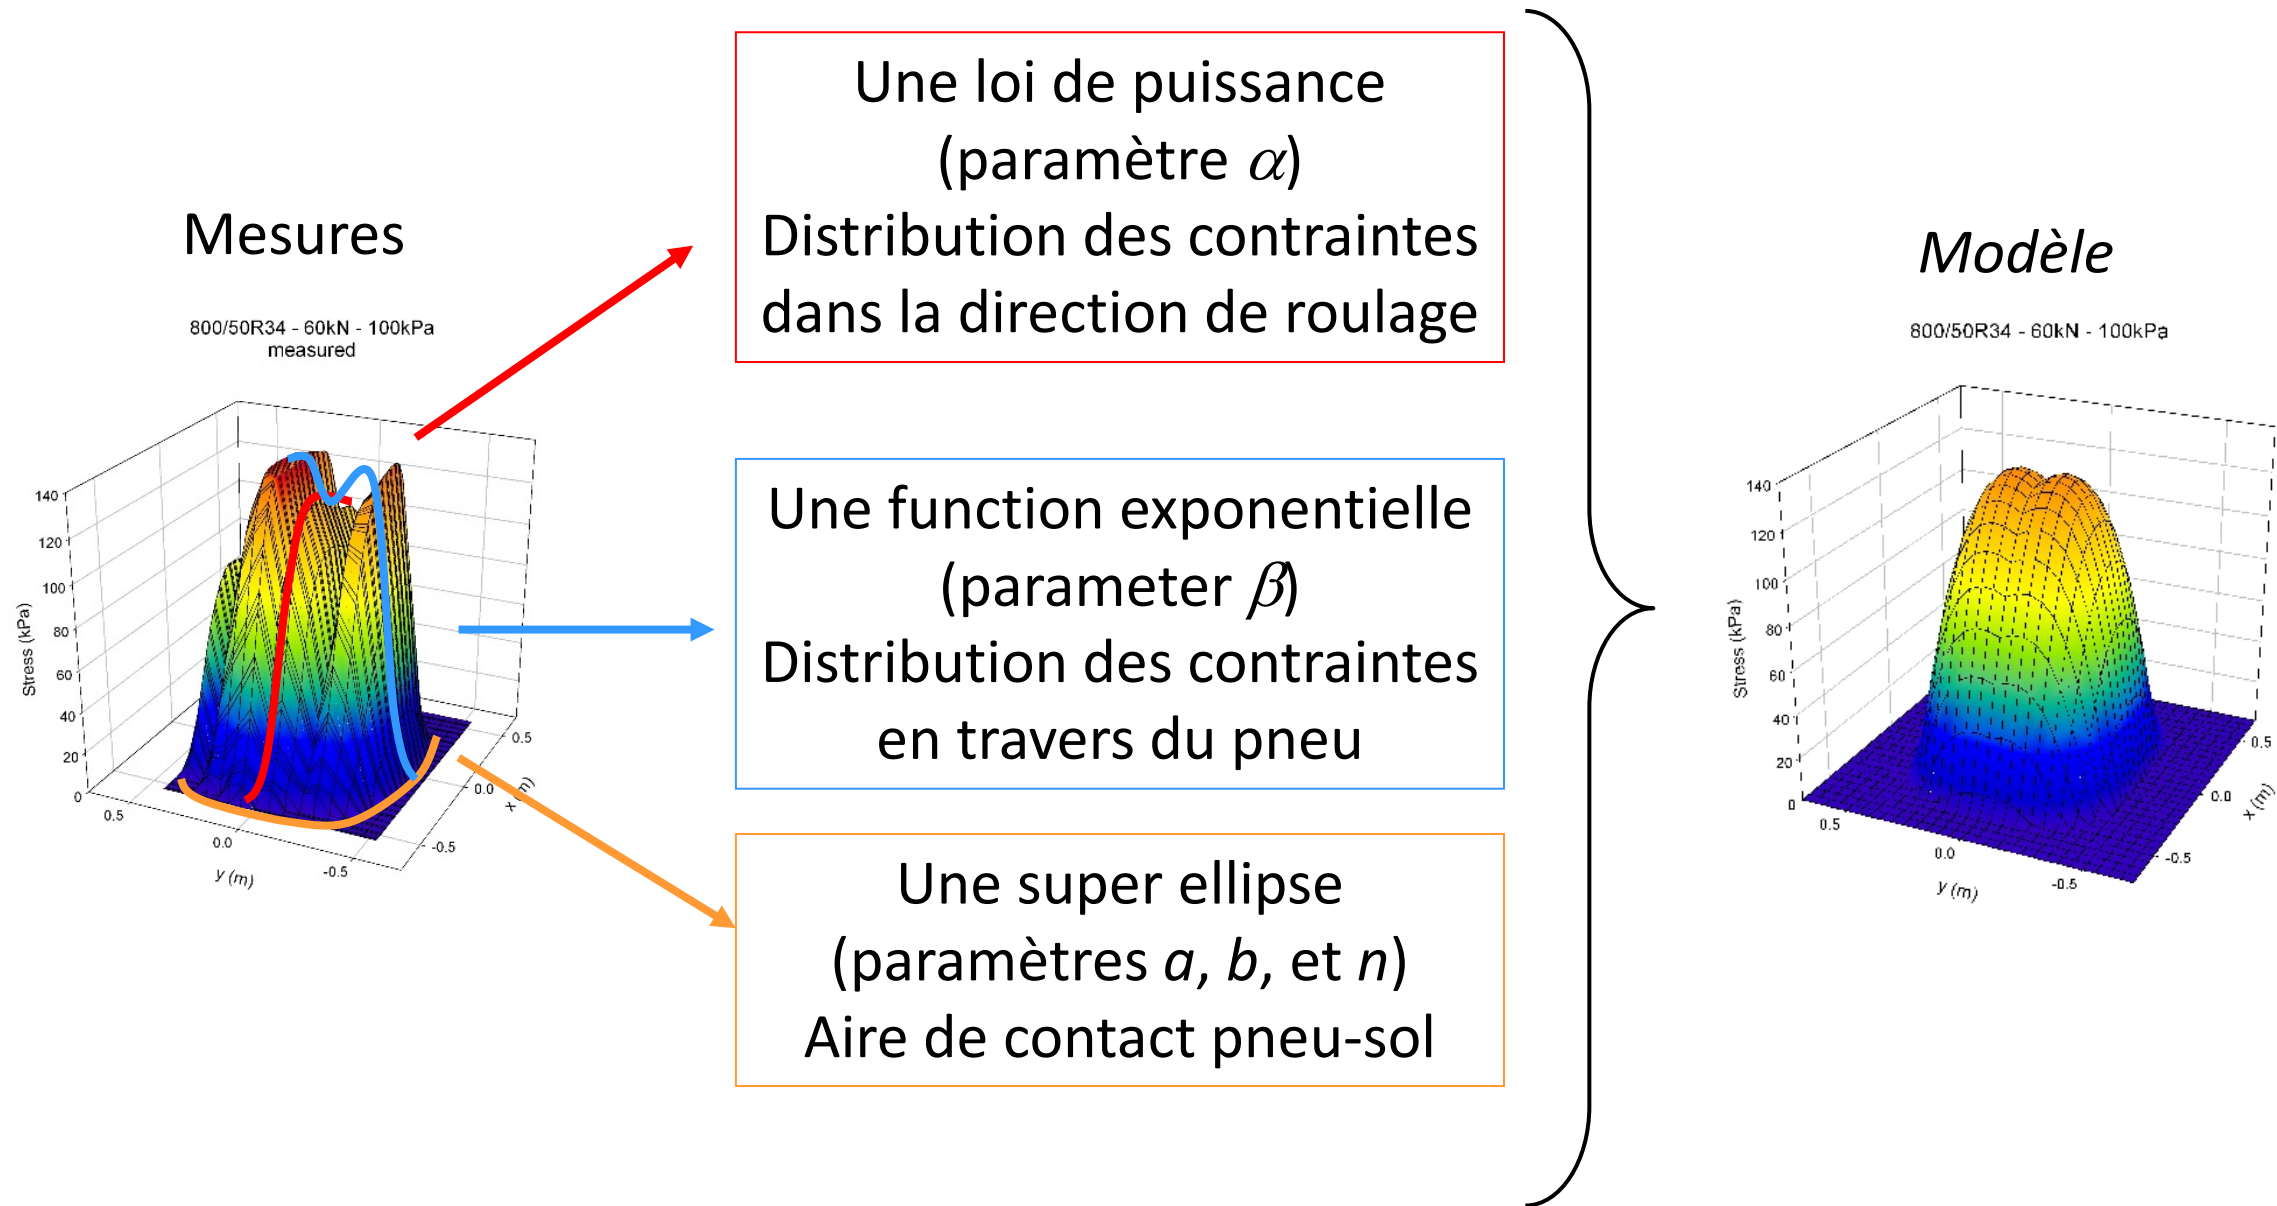 Mesures
800/50R34 - 60kN - 100kPa
measured
140
120
100
80
60
40
20
0
Stress (kPa)
0.5
0.0
-0.5
y (m)
0.5
0.0
-0.5
x (m)
Une loi de puissance
(paramètre α)
Distribution des contraintes
dans la direction de roulage
Une function exponentielle
(parameter β)
Distribution des contraintes
en travers du pneu
Une super ellipse
(paramètres a, b, et n)
Aire de contact pneu-sol
Modèle
800/50R34 - 60kN - 100kPa
140
120
100
80
60
40
20
0
Stress (kPa)
0.5
0.0
-0.5
y (m)
0.5
0.0
-0.5
x (m)